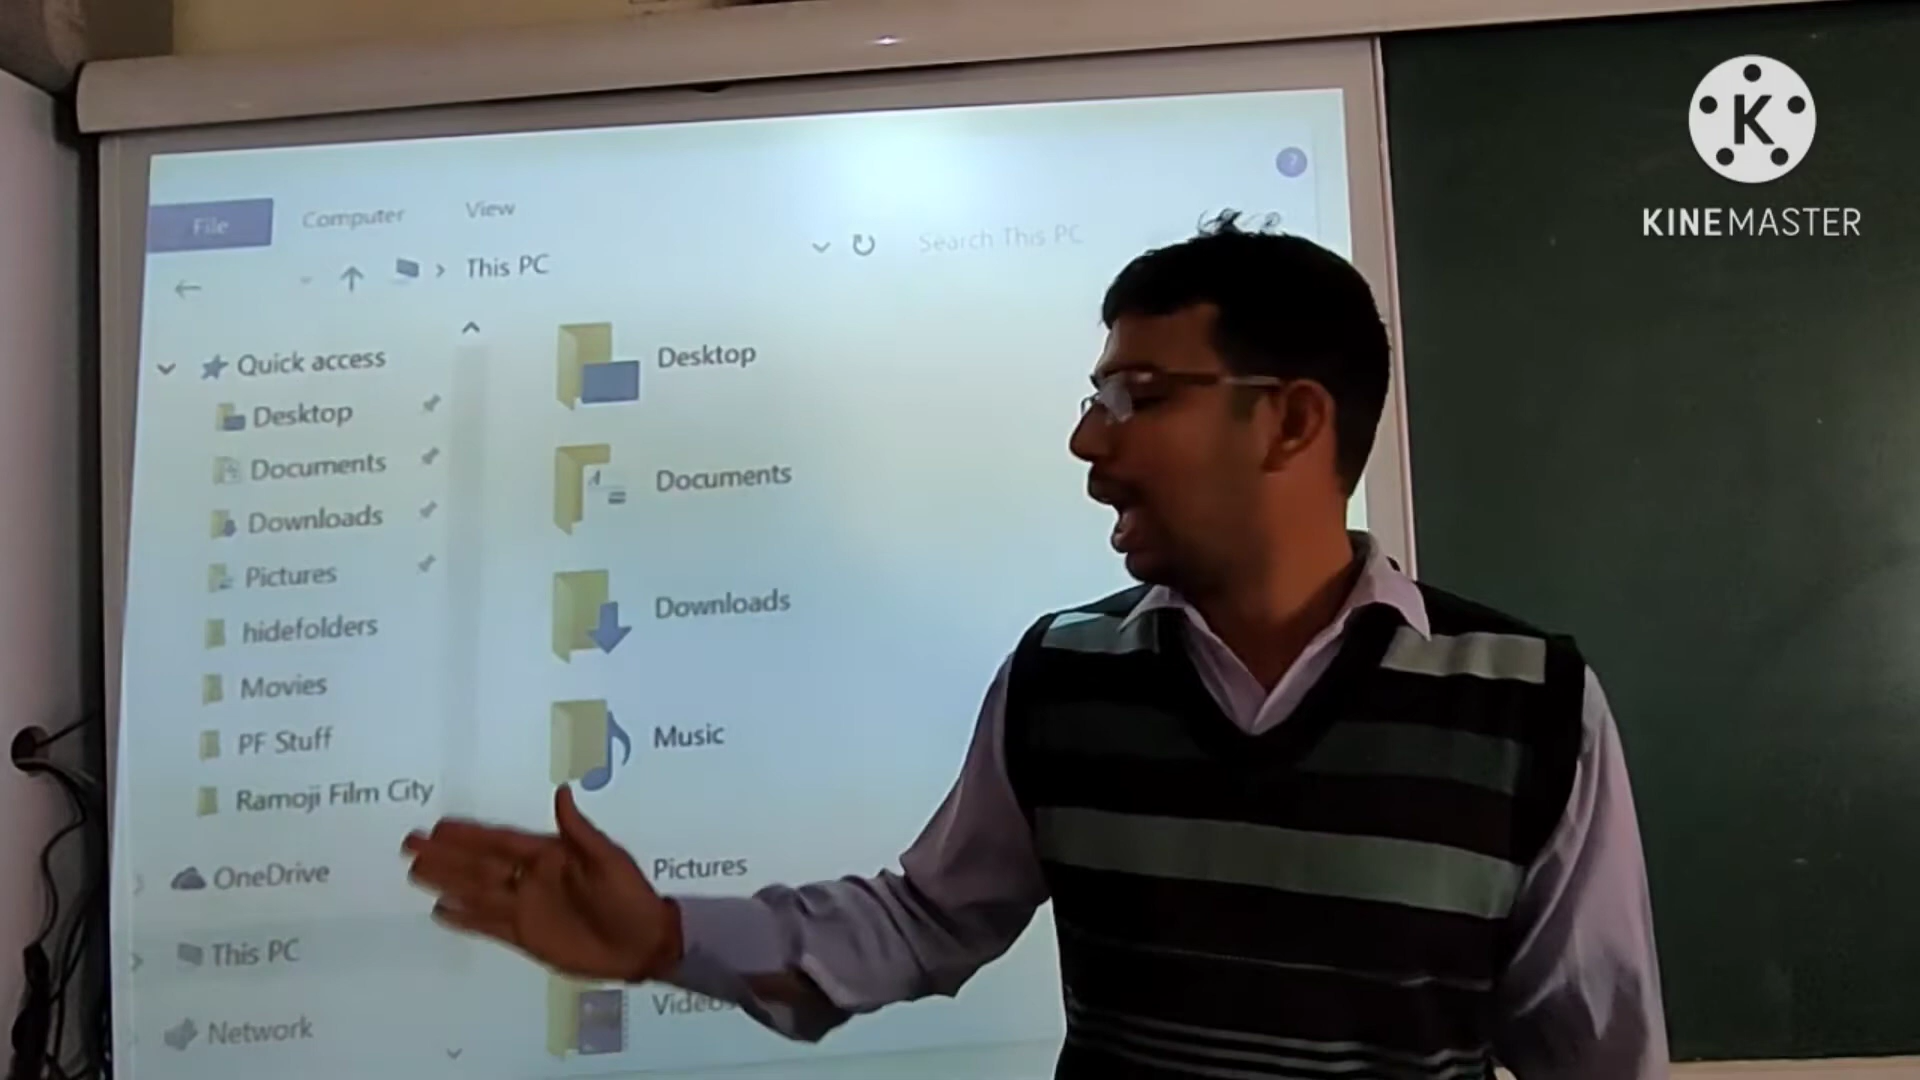 K
KINEMASTER
?
File
Computer
View
This PC
Search This PC
Quick access
Desktop
Documents
Downloads
Pictures
hidefolders
Movies
PF Stuff
Ramoji Film City
OneDrive
This PC
Network
Desktop
Documents
Downloads
Music
Pictures
Videos